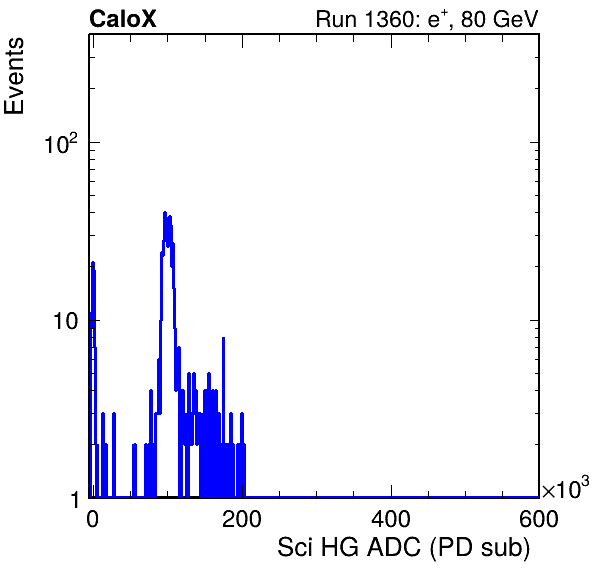 CaloX Run 1360: e⁺, 80 GeV
Events
10²
10
1
0 200 400 600
×10³
Sci HG ADC (PD sub)